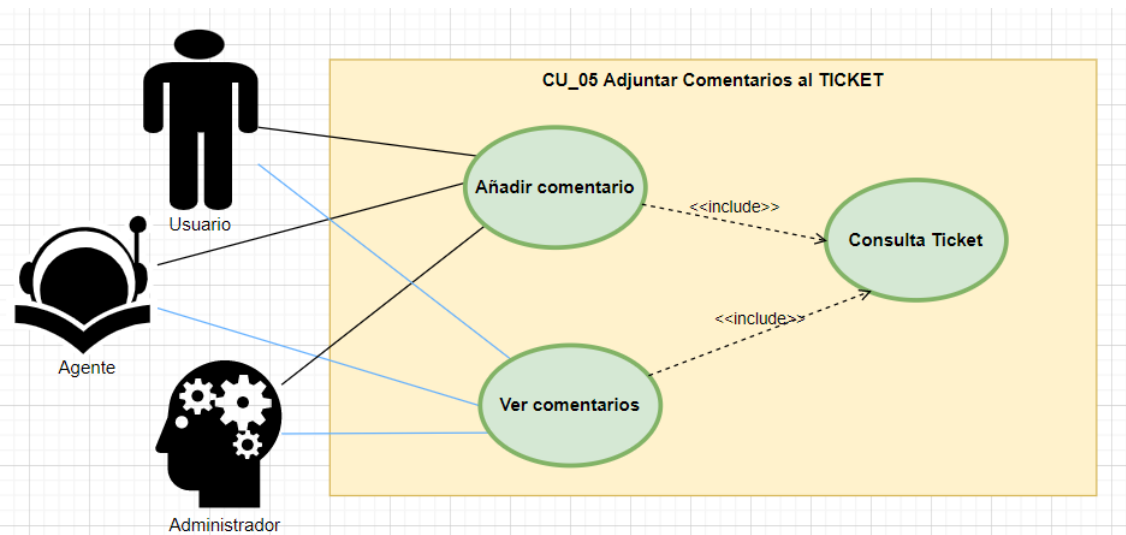 CU_05 Adjuntar Comentarios al TICKET
Usuario
Añadir comentario
<<include>>
Consulta Ticket
Agente
<<include>>
Ver comentarios
Administrador